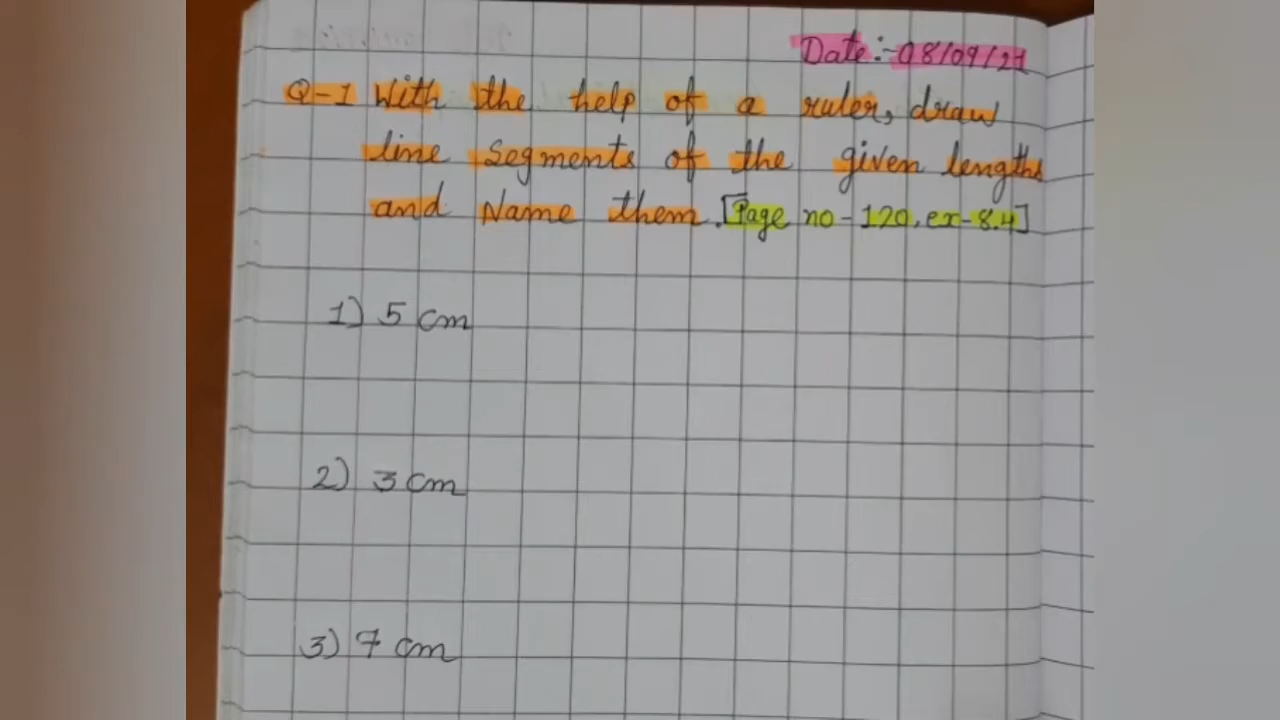 Date:-08/09/21
Q-1 With the help of a ruler, draw
line segments of the given lengths
and Name them. [Page no-120, ex-8.4]
1) 5 cm
2) 3 cm
3) 7 cm